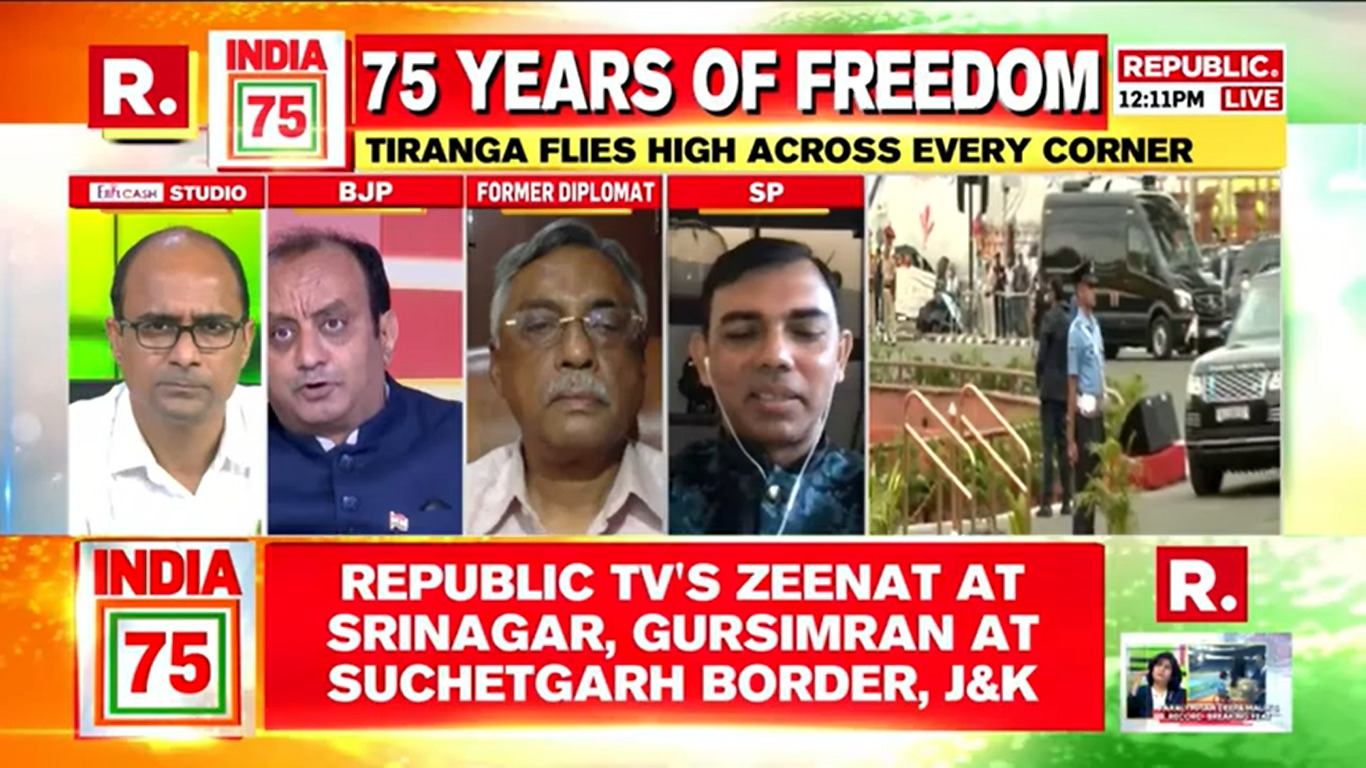 R.
INDIA
75
75 YEARS OF FREEDOM
REPUBLIC.
12:11PM LIVE
TIRANGA FLIES HIGH ACROSS EVERY CORNER
STUDIO
BJP
FORMER DIPLOMAT
SP
INDIA
75
REPUBLIC TV'S ZEENAT AT
SRINAGAR, GURSIMRAN AT
SUCHETGARH BORDER, J&K
R.